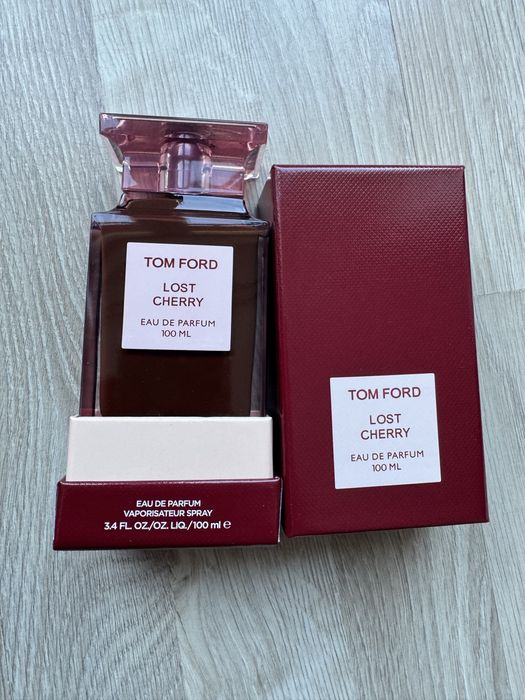 TOM FORD
LOST
CHERRY
EAU DE PARFUM
100 ML
EAU DE PARFUM
VAPORISATEUR SPRAY
3.4 FL. OZ./OZ. LIQ./100 ml ℮
TOM FORD
LOST
CHERRY
EAU DE PARFUM
100 ML